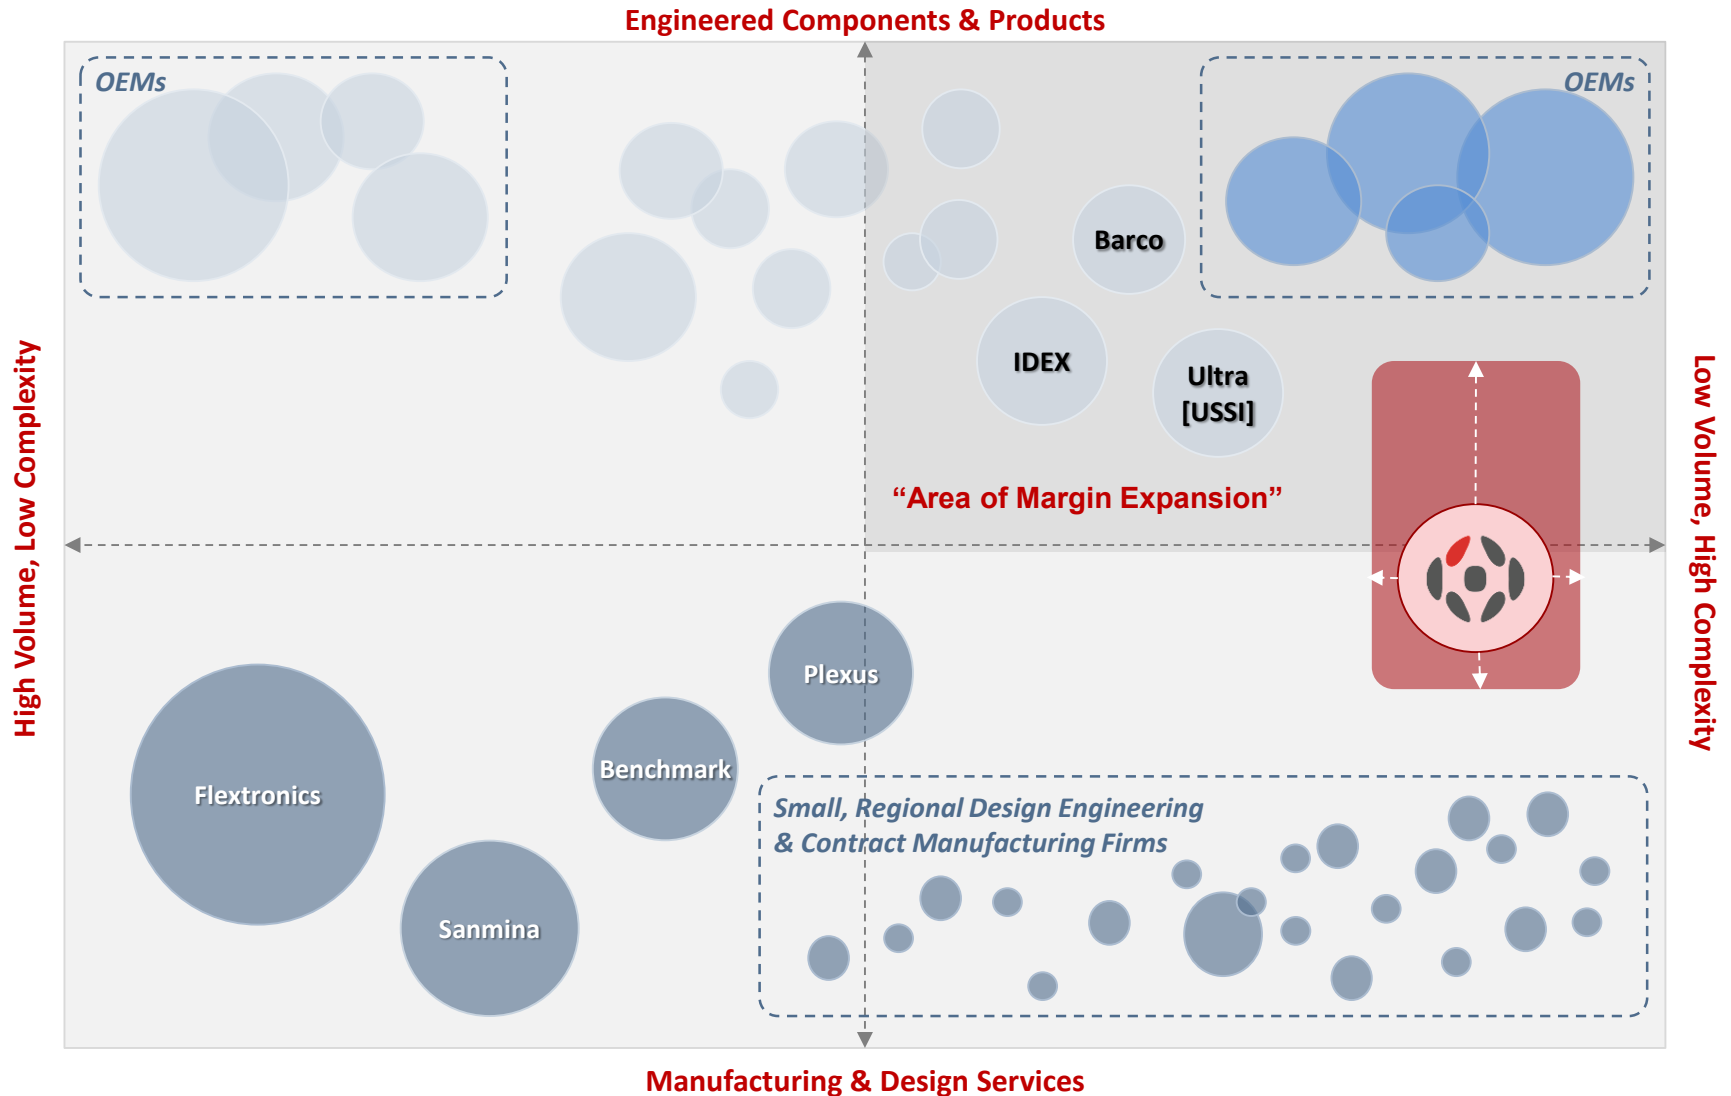 Engineered Components & Products
OEMs
OEMs
Barco
IDEX
Ultra
[USSI]
“Area of Margin Expansion”
High Volume, Low Complexity
Low Volume, High Complexity
Plexus
Benchmark
Flextronics
Sanmina
Small, Regional Design Engineering
& Contract Manufacturing Firms
Manufacturing & Design Services